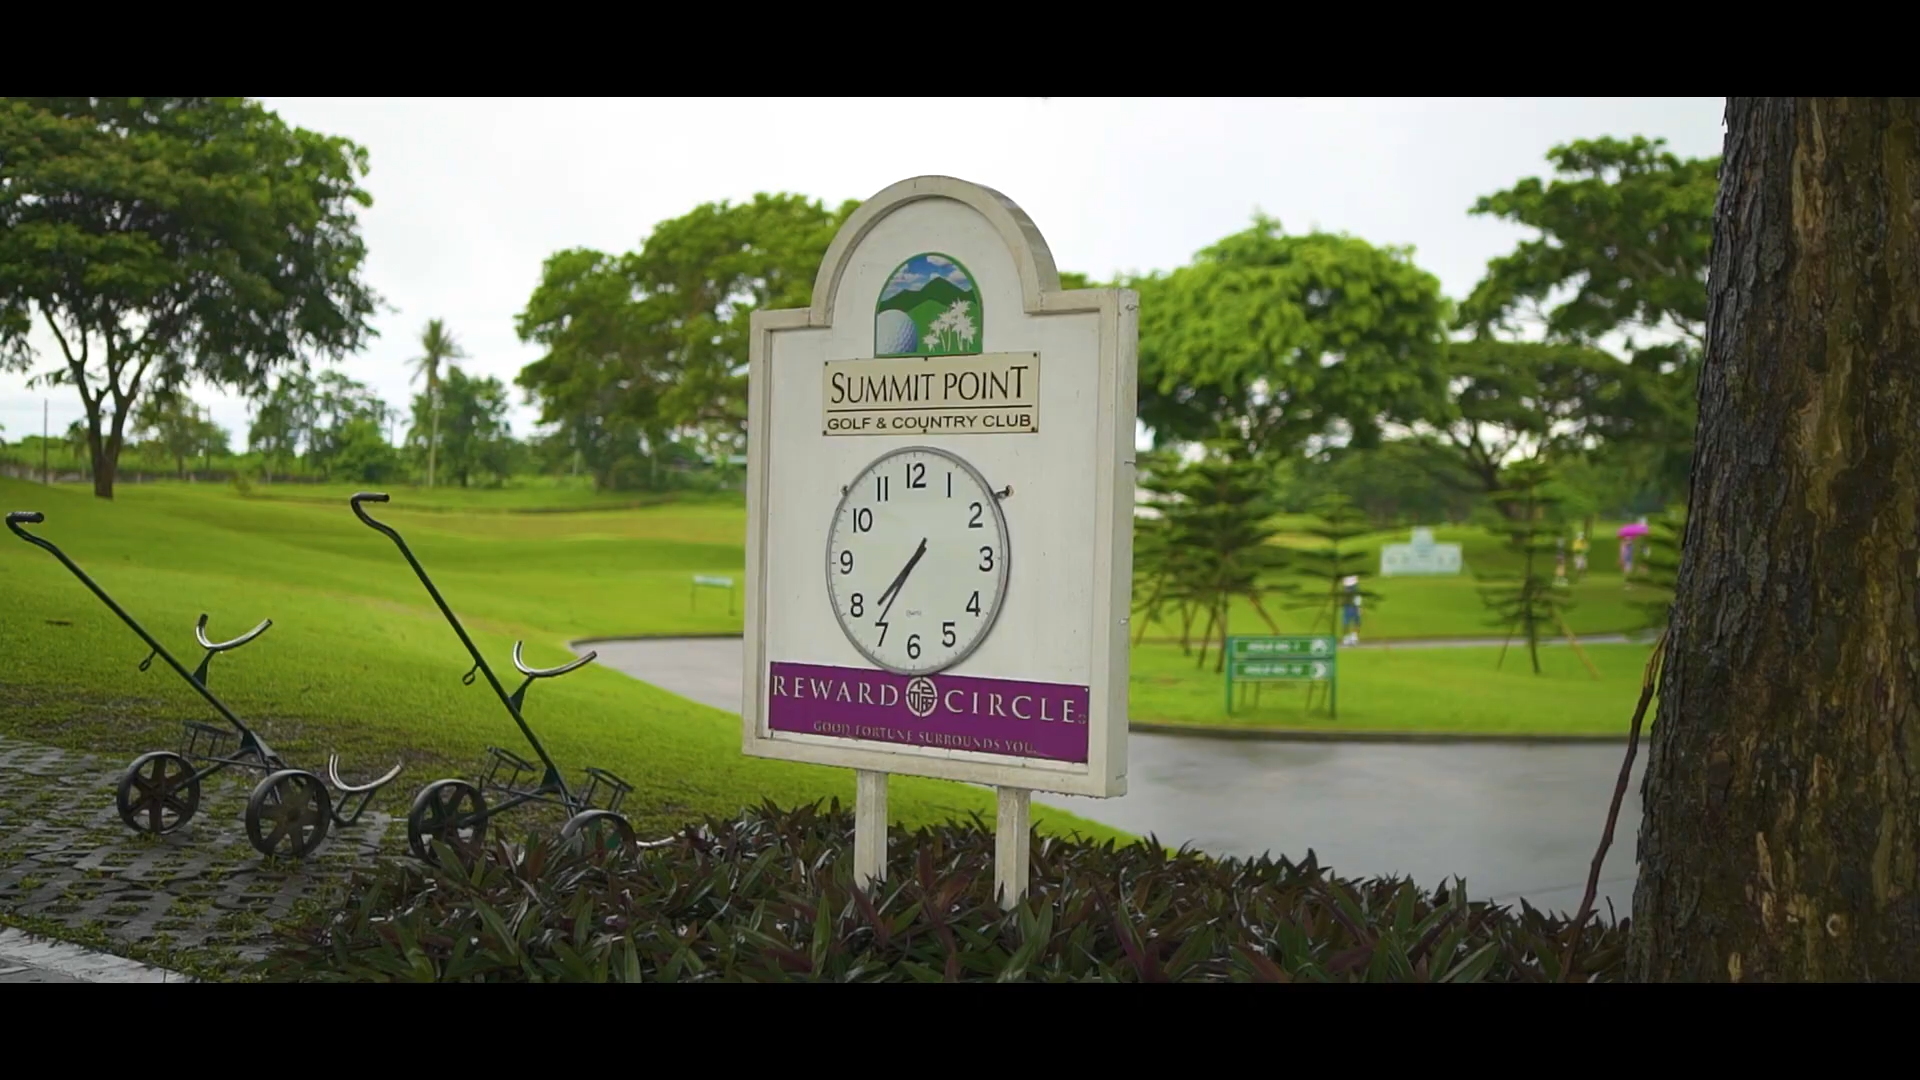 SUMMIT POINT
GOLF & COUNTRY CLUB
12
11 1
10 2
9 3
8 4
7 5
6
REWARD 福 CIRCLE
GOOD FORTUNE SURROUNDS YOU.